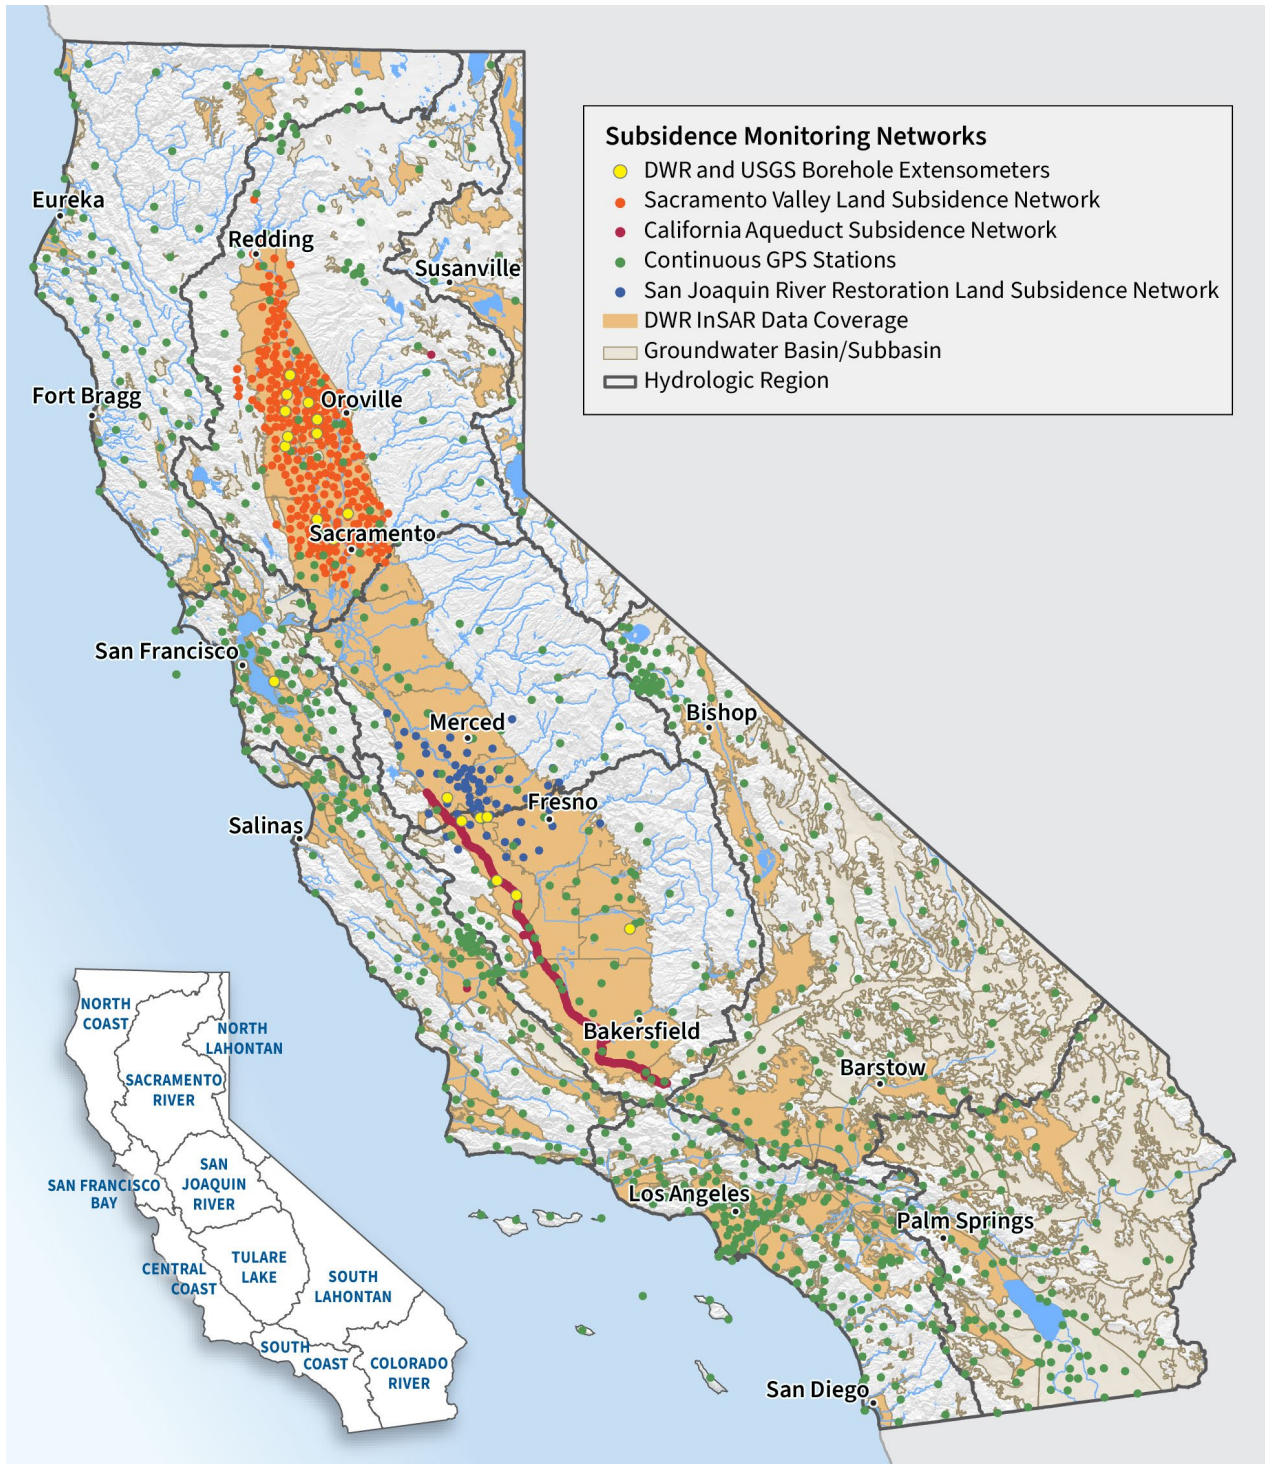 Subsidence Monitoring Networks
DWR and USGS Borehole Extensometers
Sacramento Valley Land Subsidence Network
California Aqueduct Subsidence Network
Continuous GPS Stations
San Joaquin River Restoration Land Subsidence Network
DWR InSAR Data Coverage
Groundwater Basin/Subbasin
Hydrologic Region
Eureka
Redding
Susanville
Fort Bragg
Oroville
Sacramento
San Francisco
Merced
Bishop
Fresno
Salinas
Bakersfield
Barstow
Los Angeles
Palm Springs
San Diego
NORTH
COAST
NORTH
LAHONTAN
SACRAMENTO
RIVER
SAN
JOAQUIN
RIVER
SAN FRANCISCO
BAY
TULARE
LAKE
CENTRAL
COAST
SOUTH
LAHONTAN
SOUTH
COAST
COLORADO
RIVER